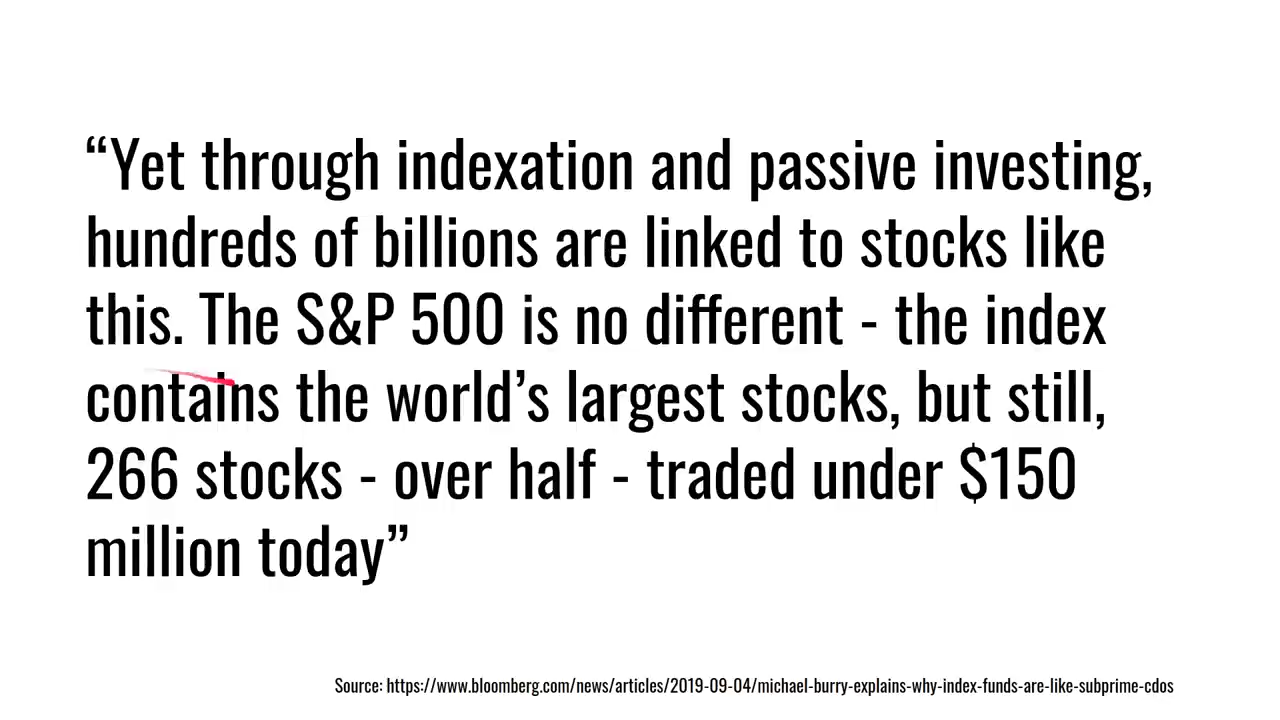 “Yet through indexation and passive investing,
hundreds of billions are linked to stocks like
this. The S&P 500 is no different - the index
contains the world’s largest stocks, but still,
266 stocks - over half - traded under $150
million today”
Source: https://www.bloomberg.com/news/articles/2019-09-04/michael-burry-explains-why-index-funds-are-like-subprime-cdos